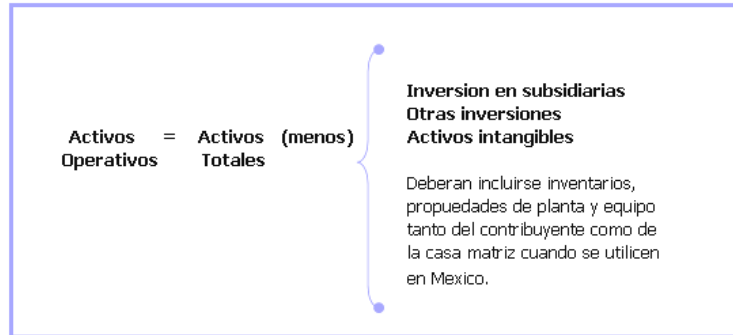 Activos = Activos (menos)
Operativos Totales
Inversion en subsidiarias
Otras inversiones
Activos intangibles
Deberan incluirse inventarios,
propuedades de planta y equipo
tanto del contribuyente como de
la casa matriz cuando se utilicen
en Mexico.